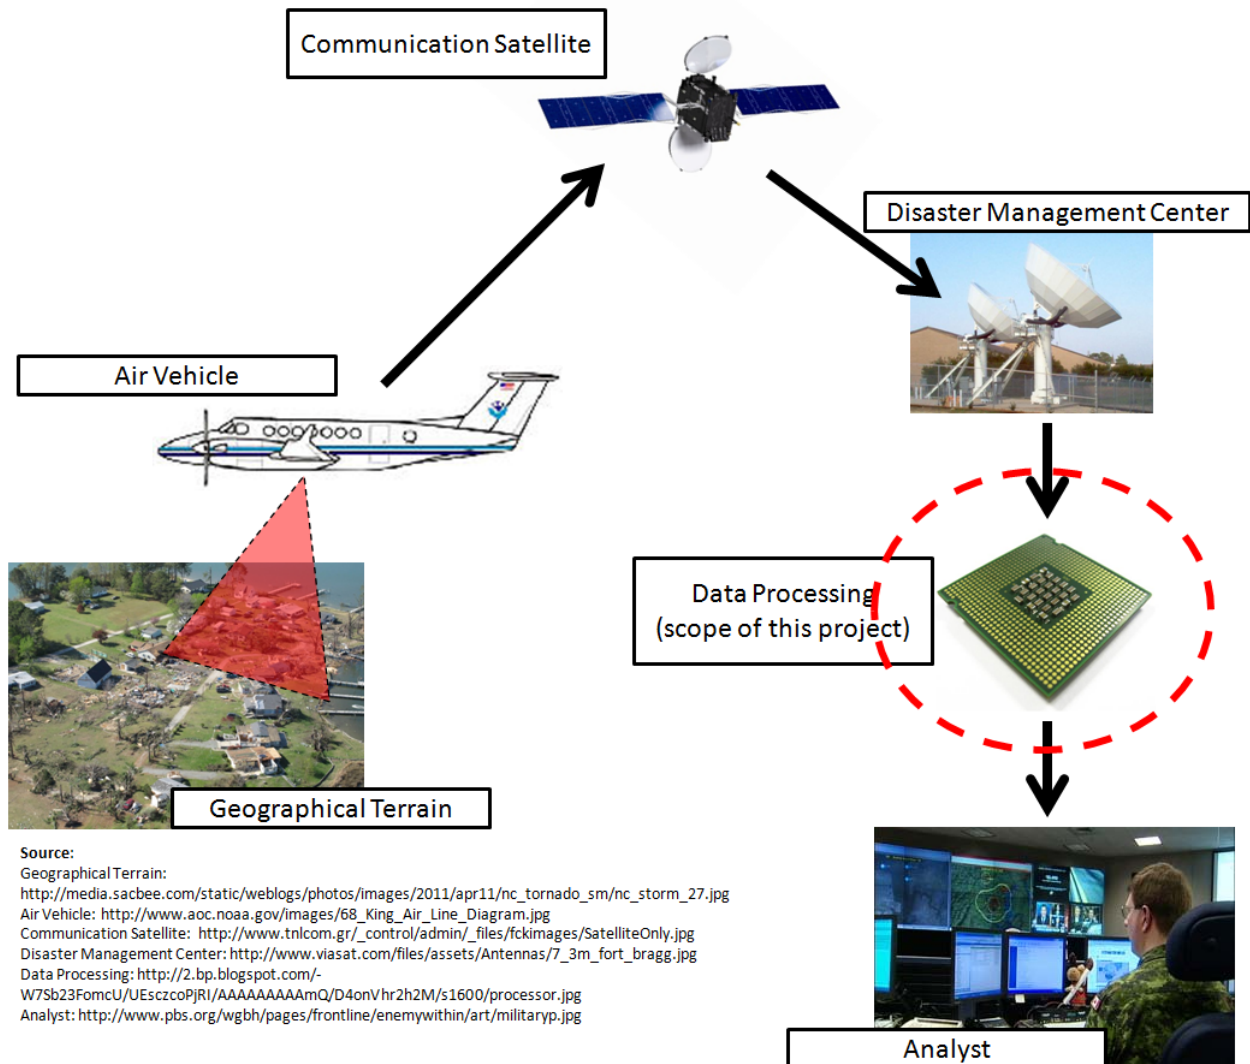 Communication Satellite
Disaster Management Center
Air Vehicle
Data Processing
(scope of this project)
Geographical Terrain
Source:
Geographical Terrain:
http://media.sacbee.com/static/weblogs/photos/images/2011/apr11/nc_tornado_sm/nc_storm_27.jpg
Air Vehicle: http://www.aoc.noaa.gov/images/68_King_Air_Line_Diagram.jpg
Communication Satellite:  http://www.tnlcom.gr/_control/admin/_files/fckimages/SatelliteOnly.jpg
Disaster Management Center: http://www.viasat.com/files/assets/Antennas/7_3m_fort_bragg.jpg
Data Processing: http://2.bp.blogspot.com/-
W7Sb23FomcU/UEsczcoPjRI/AAAAAAAAAmQ/D4onVhr2h2M/s1600/processor.jpg
Analyst: http://www.pbs.org/wgbh/pages/frontline/enemywithin/art/militaryp.jpg
Analyst